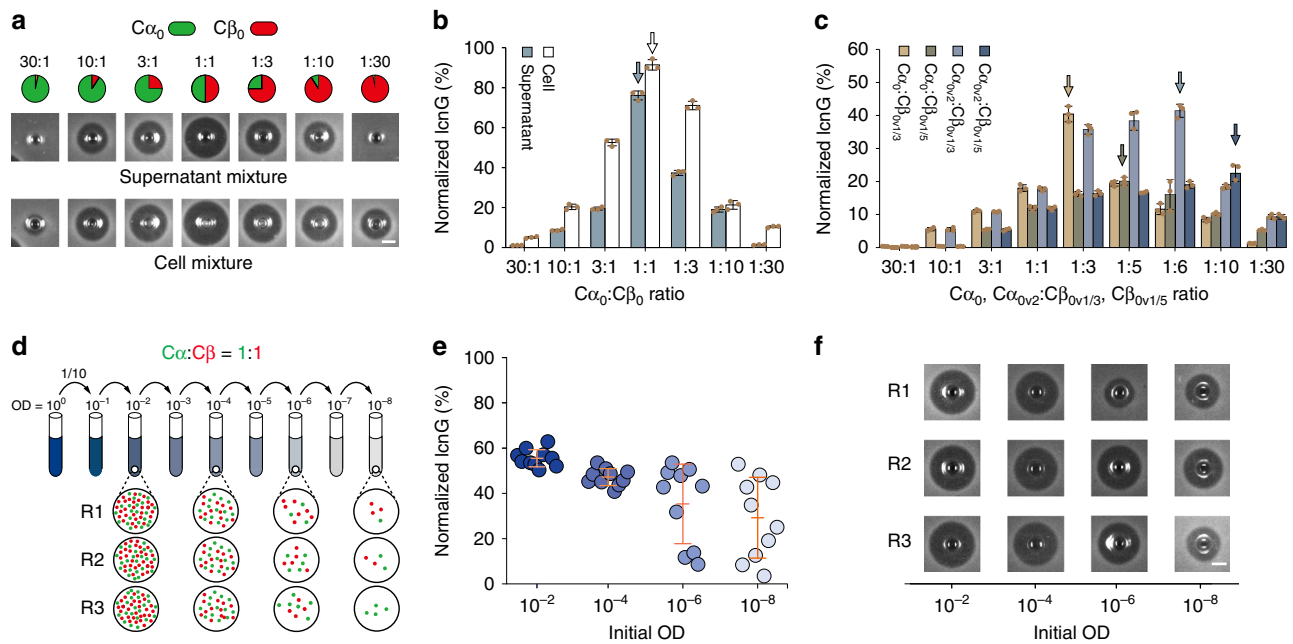 a
Cα0 Cβ0
30:1 10:1 3:1 1:1 1:3 1:10 1:30
Supernatant mixture
Cell mixture
b
Normalized lcnG (%)
100
80
60
40
20
0
Supernatant
Cell
30:1 10:1 3:1 1:1 1:3 1:10 1:30
Cα0:Cβ0 ratio
c
Normalized lcnG (%)
60
50
40
30
20
10
0
Cα0:Cβ0v1/3
Cα0:Cβ0v1/5
Cα0v2:Cβ0v1/3
Cα0v2:Cβ0v1/5
30:1 10:1 3:1 1:1 1:3 1:5 1:6 1:10 1:30
Cα0, Cα0v2:Cβ0v1/3, Cβ0v1/5 ratio
d
Cα:Cβ = 1:1
1/10
OD = 10⁰ 10⁻¹ 10⁻² 10⁻³ 10⁻⁴ 10⁻⁵ 10⁻⁶ 10⁻⁷ 10⁻⁸
R1
R2
R3
e
Normalized lcnG (%)
100
80
60
40
20
0
10⁻² 10⁻⁴ 10⁻⁶ 10⁻⁸
Initial OD
f
R1
R2
R3
10⁻² 10⁻⁴ 10⁻⁶ 10⁻⁸
Initial OD